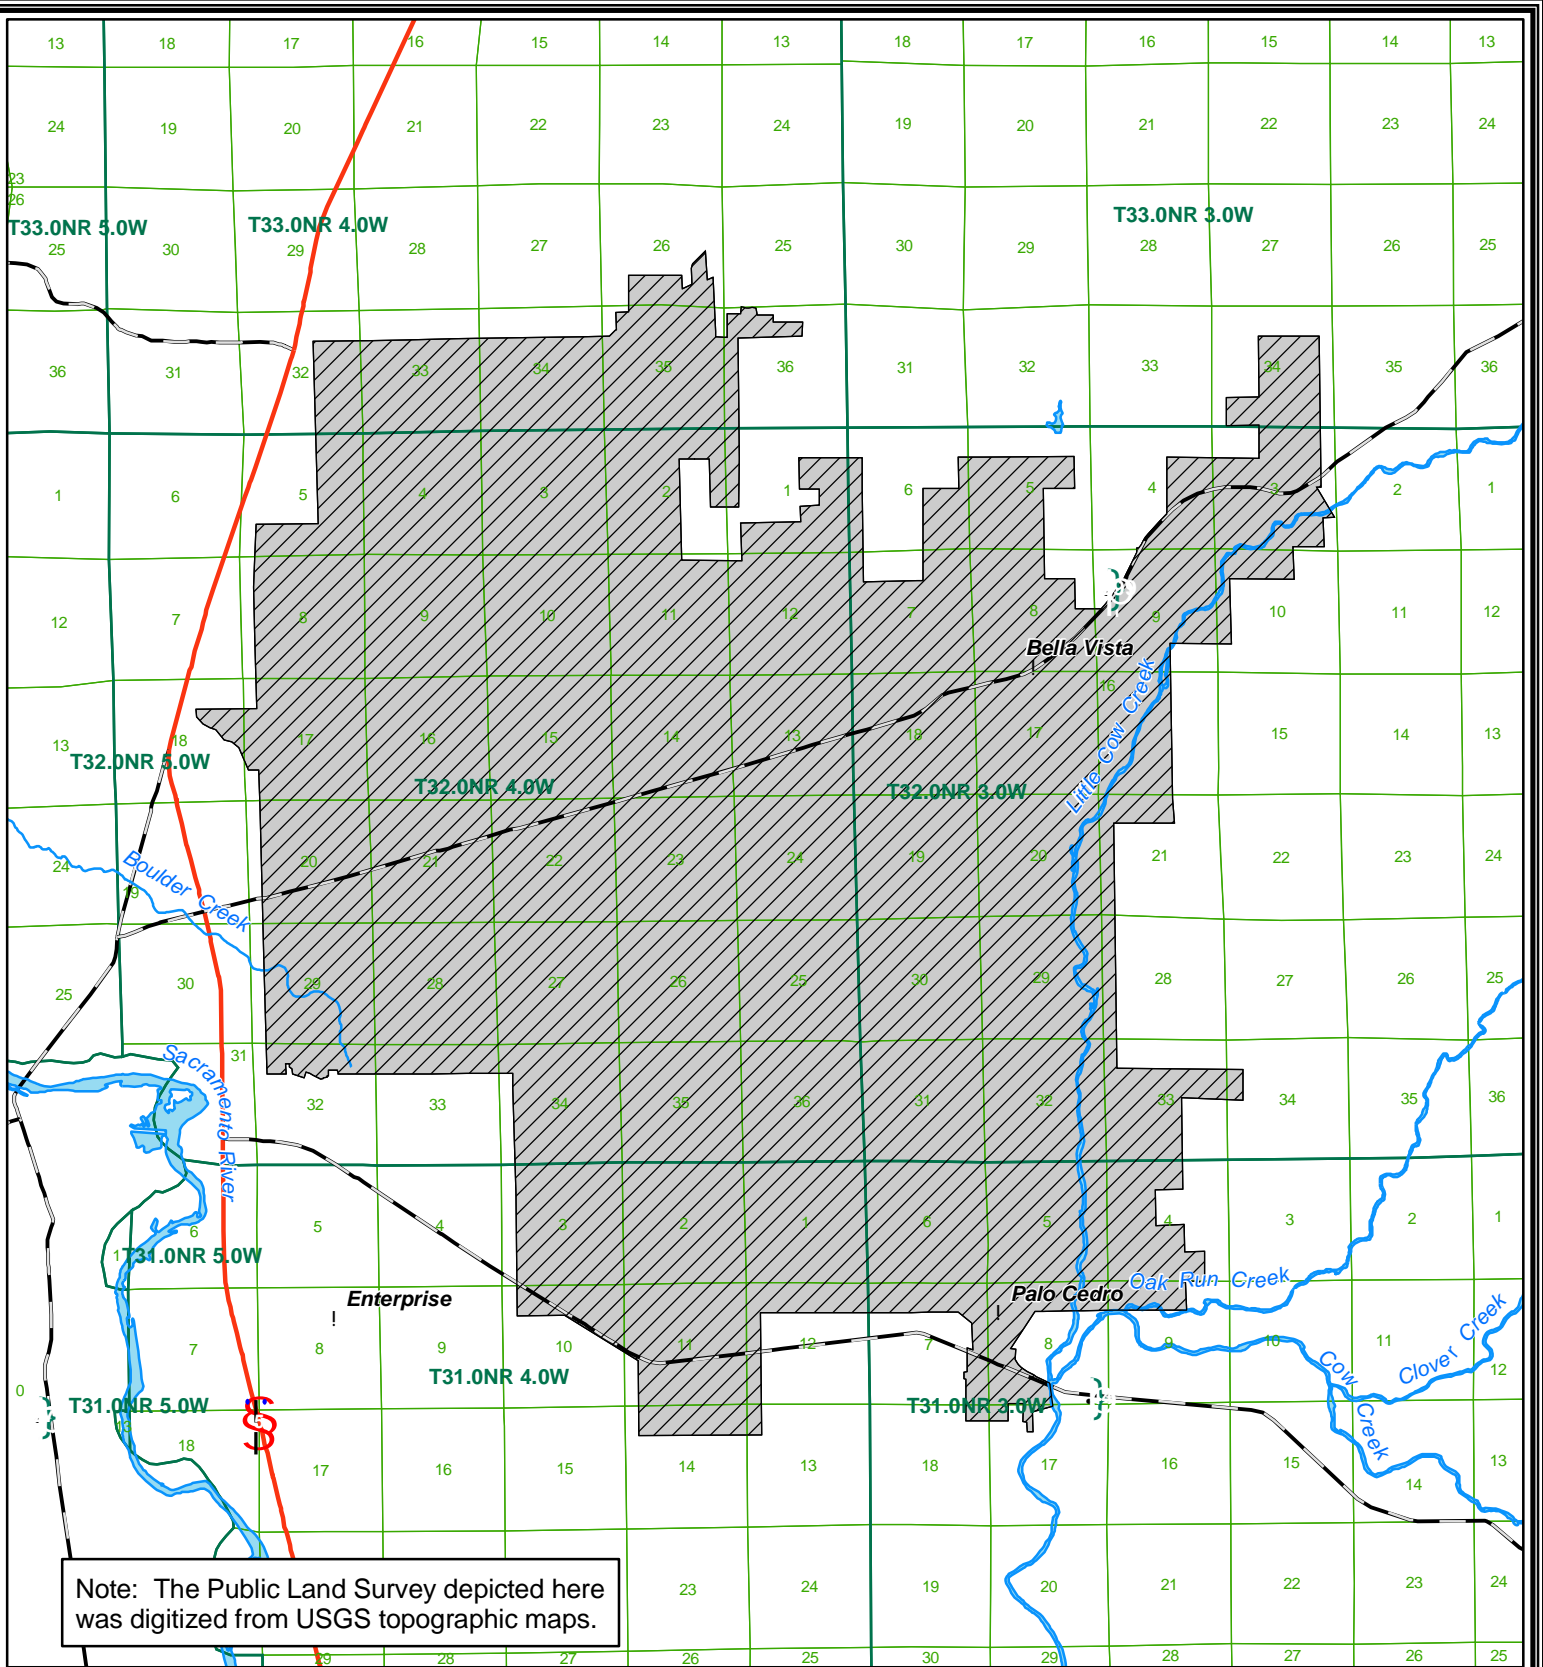 13 18 17 16 15 14 13 18 17 16 15 14 13
24 19 20 21 22 23 24 19 20 21 22 23 24
23
26
T33.0NR 5.0W T33.0NR 4.0W T33.0NR 3.0W
25 30 29 28 27 26 25 30 29 28 27 26 25
36 31 32 33 34 35 36 31 32 33 34 35 36
1 6 5 4 3 2 1 6 5 4 3 2 1
12 7 8 9 10 11 12 7 8 9 10 11 12
Bella Vista
16
13 18 17 16 15 14 13 18 17 15 14 13
T32.0NR 5.0W T32.0NR 4.0W T32.0NR 3.0W
Little Cow Creek
24 19 20 21 22 23 24 19 20 21 22 23 24
Boulder Creek
25 30 29 28 27 26 25 30 29 28 27 26 25
Sacramento River
31 32 33 34 35 36 31 32 33 34 35 36
6 5 4 3 2 1 6 5 4 3 2 1
1 T31.0NR 5.0W
Oak Run Creek
Enterprise
Palo Cedro
7 8 9 10 11 12 7 8 9 10 11 12
Clover Creek
Cow Creek
0
T31.0NR 4.0W
T31.0NR 5.0W T31.0NR 3.0W
5
13 18 17 16 15 14 13 18 17 16 15 14 13
Note: The Public Land Survey depicted here
was digitized from USGS topographic maps.
23 24 19 20 21 22 23 24
29 28 27 26 25 30 29 28 27 26 25